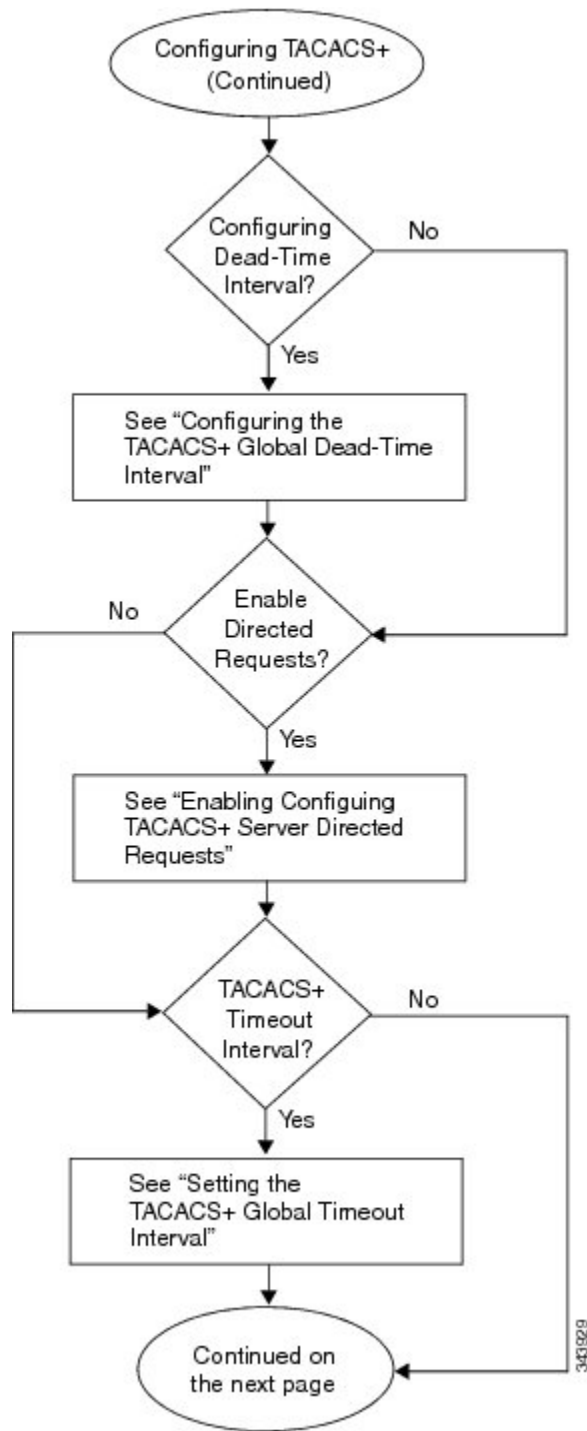 Configuring TACACS+
(Continued)
Configuring
Dead-Time
Interval?
No
Yes
See “Configuring the
TACACS+ Global Dead-Time
Interval”
No
Enable
Directed
Requests?
Yes
See “Enabling Configuing
TACACS+ Server Directed
Requests”
TACACS+
Timeout
Interval?
No
Yes
See “Setting the
TACACS+ Global Timeout
Interval”
Continued on
the next page
343929